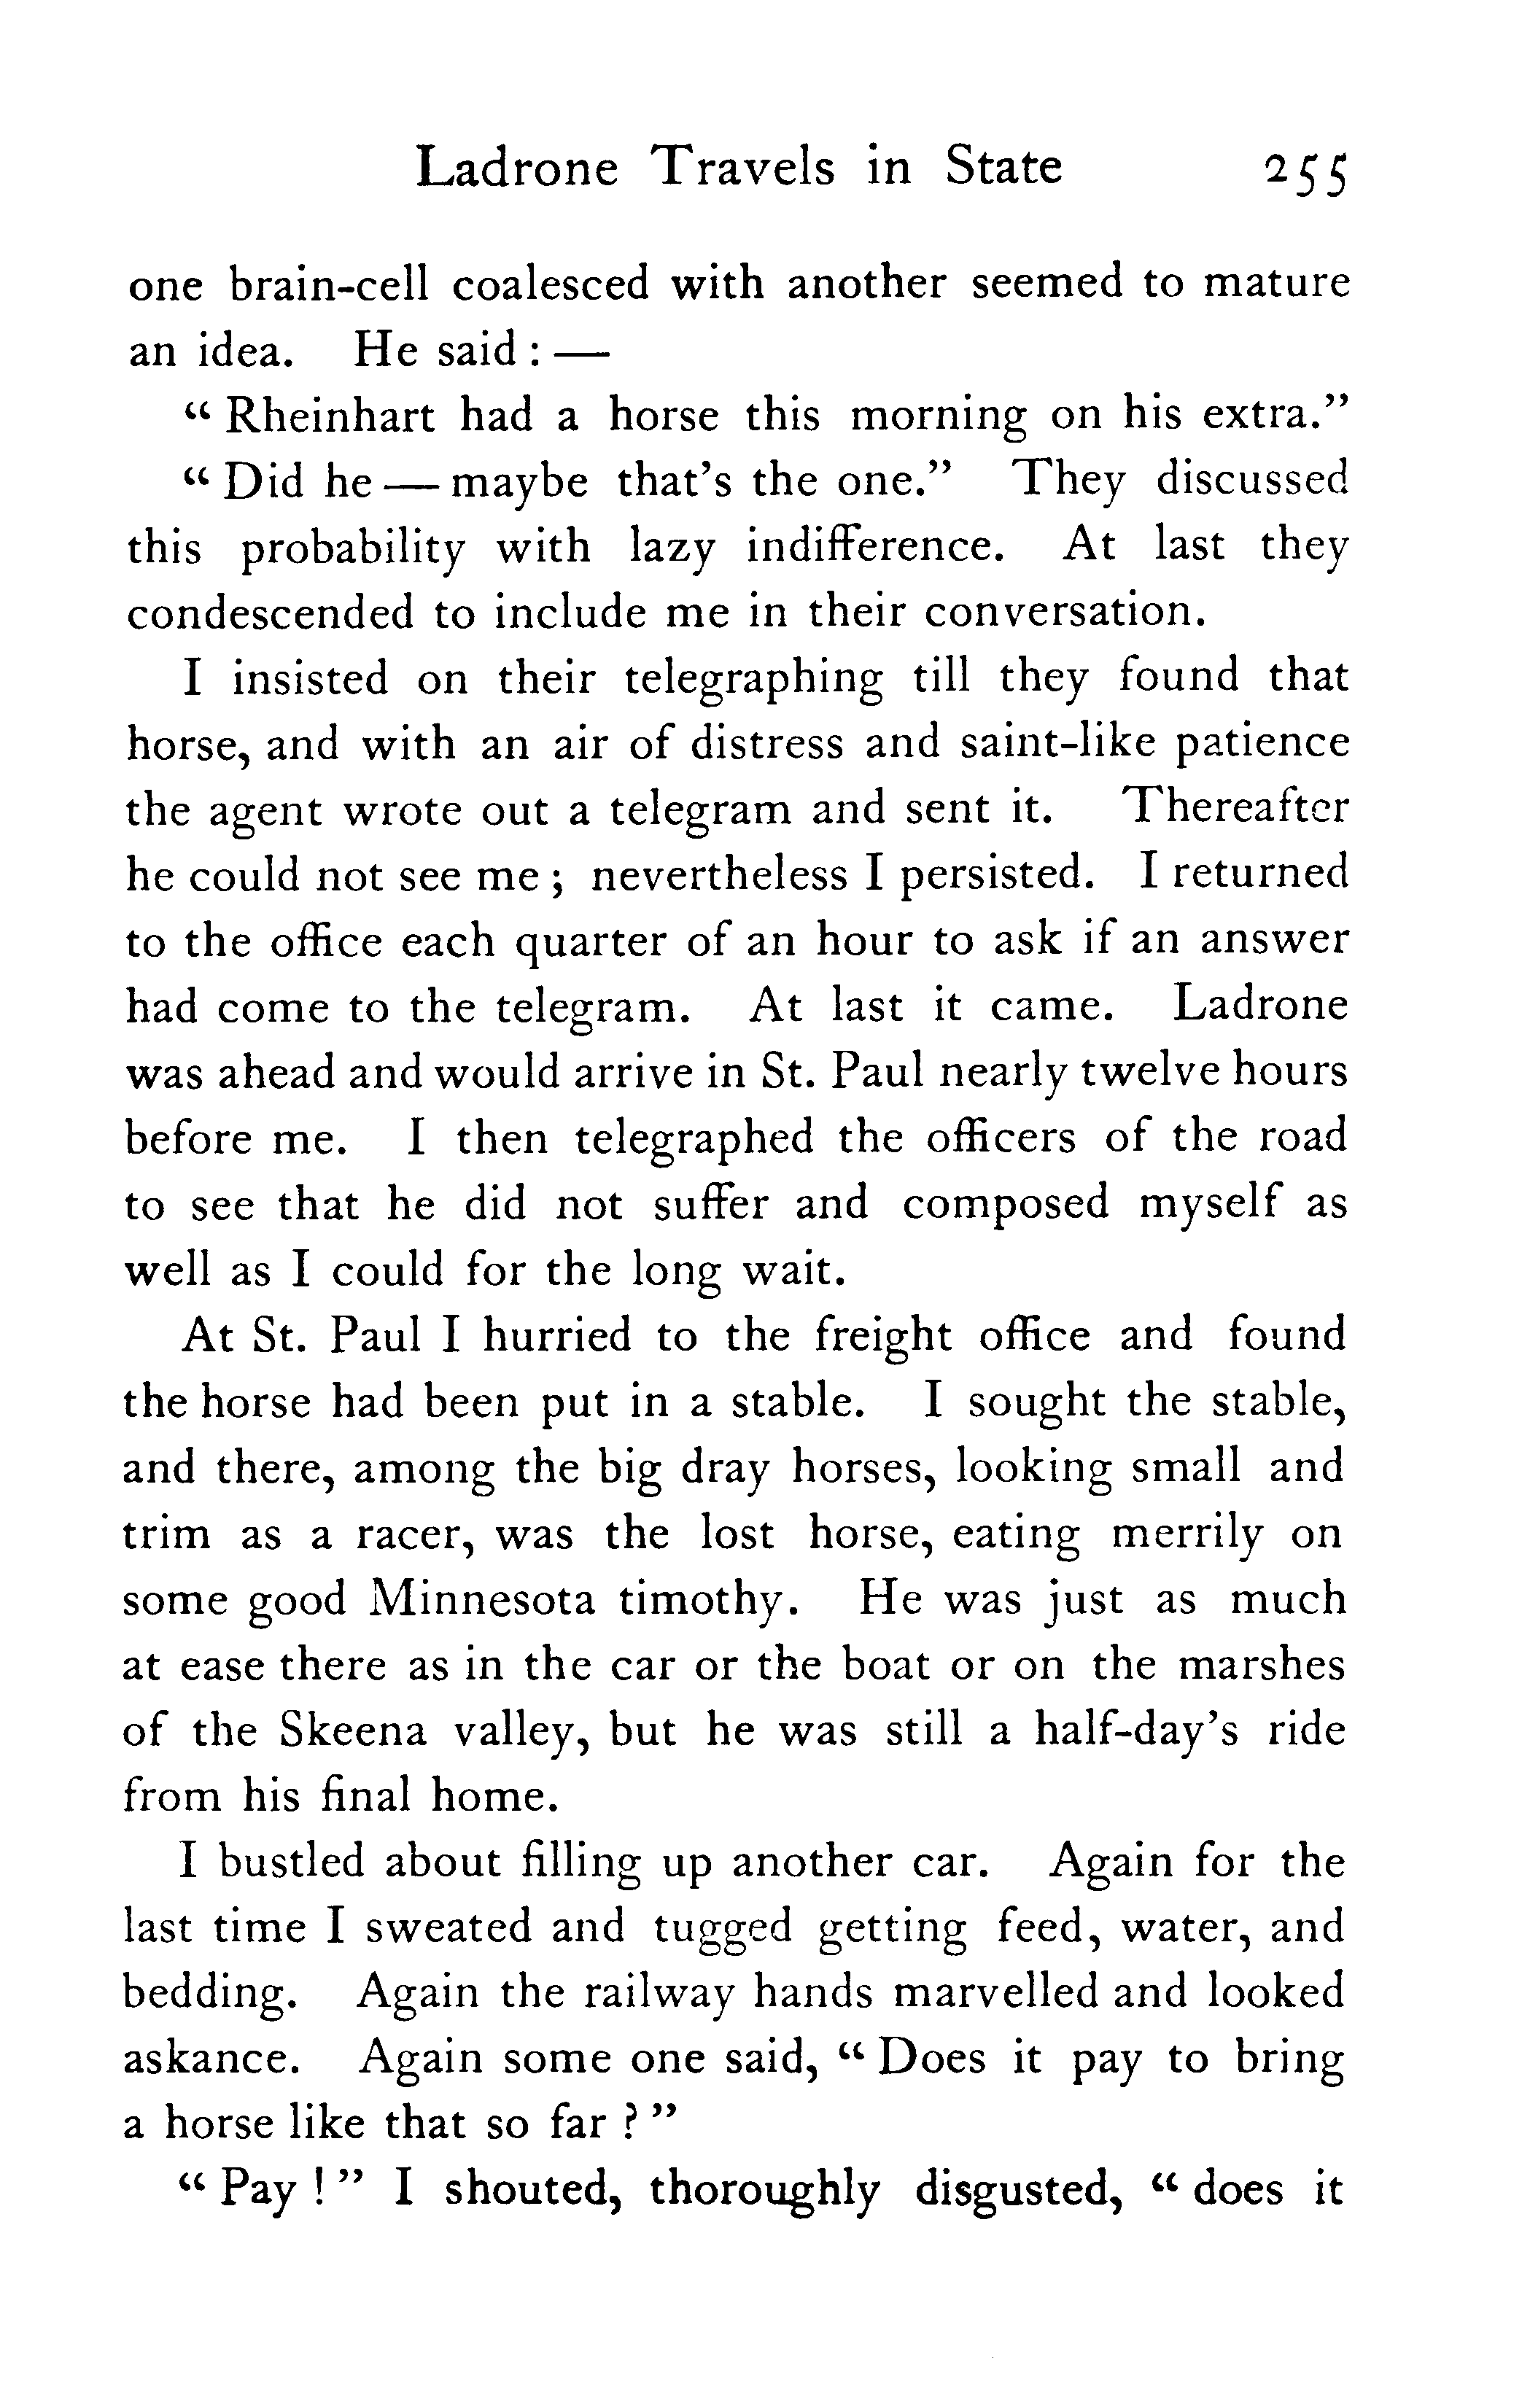 Ladrone Travels in State 255
one brain-cell coalesced with another seemed to mature
an idea. He said : —
“ Rheinhart had a horse this morning on his extra.”
“ Did he — maybe that's the one.” They discussed
this probability with lazy indifference. At last they
condescended to include me in their conversation.
I insisted on their telegraphing till they found that
horse, and with an air of distress and saint-like patience
the agent wrote out a telegram and sent it. Thereafter
he could not see me ; nevertheless I persisted. I returned
to the office each quarter of an hour to ask if an answer
had come to the telegram. At last it came. Ladrone
was ahead and would arrive in St. Paul nearly twelve hours
before me. I then telegraphed the officers of the road
to see that he did not suffer and composed myself as
well as I could for the long wait.
At St. Paul I hurried to the freight office and found
the horse had been put in a stable. I sought the stable,
and there, among the big dray horses, looking small and
trim as a racer, was the lost horse, eating merrily on
some good Minnesota timothy. He was just as much
at ease there as in the car or the boat or on the marshes
of the Skeena valley, but he was still a half-day's ride
from his final home.
I bustled about filling up another car. Again for the
last time I sweated and tugged getting feed, water, and
bedding. Again the railway hands marvelled and looked
askance. Again some one said, “ Does it pay to bring
a horse like that so far ? ”
“ Pay ! ” I shouted, thoroughly disgusted, “ does it